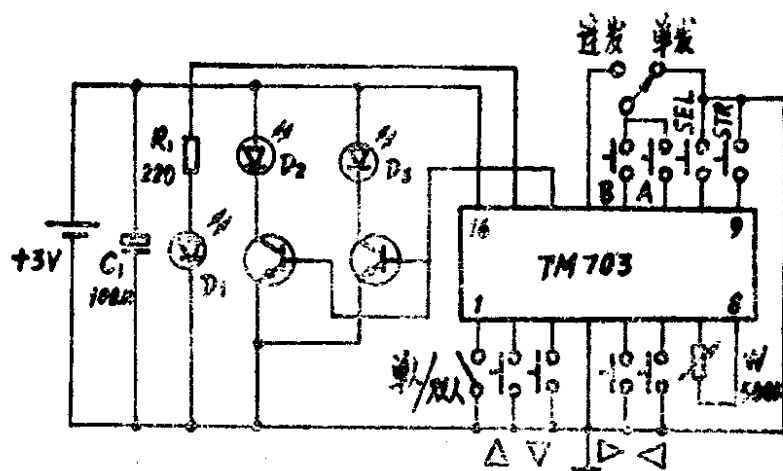 连发 单发
R₁
220
D₂
D₃
SEL
STR
B A
16 9
TM703
+3V
C₁
D₁
1 8
单人/双人
W
△ ▽ ▷ ◁